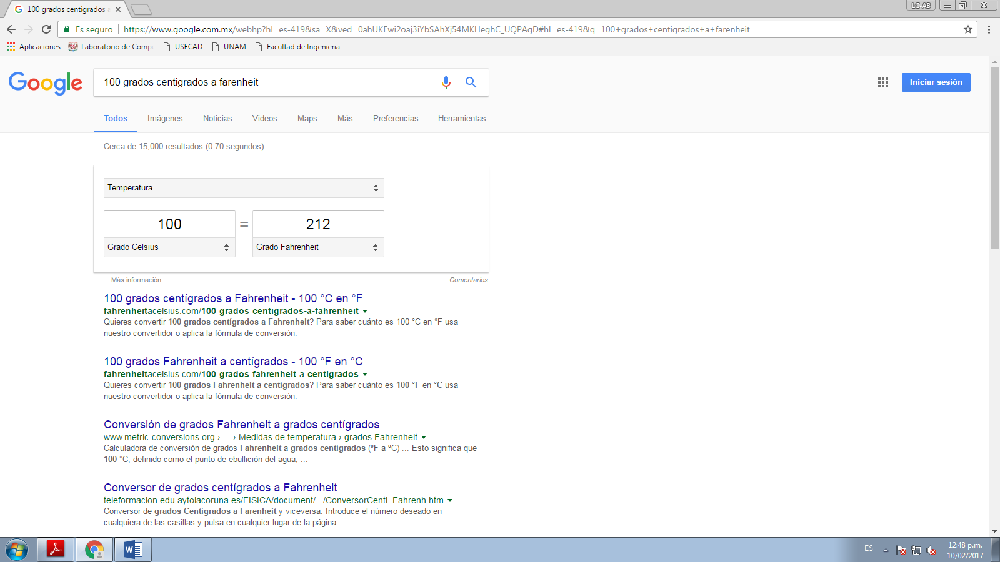 100 grados centigrados a
LC-AB
Es seguro
https://www.google.com.mx/webhp?hl=es-419&sa=X&ved=0ahUKEwi2oaj3iYbSAhXj54MKHeghC_UQPAgD#hl=es-419&q=100+grados+centigrados+a+farenheit
Aplicaciones Laboratorio de Compu USECAD UNAM Facultad de Ingenieria
Google
100 grados centigrados a farenheit
Iniciar sesión
Todos Imágenes Noticias Videos Maps Más Preferencias Herramientas
Cerca de 15,000 resultados (0.70 segundos)
Temperatura
100 = 212
Grado Celsius Grado Fahrenheit
Más información Comentarios
100 grados centígrados a Fahrenheit - 100 °C en °F
fahrenheitacelsius.com/100-grados-centigrados-a-fahrenheit
Quieres convertir 100 grados centígrados a Fahrenheit? Para saber cuánto es 100 °C en °F usa
nuestro convertidor o aplica la fórmula de conversión.
100 grados Fahrenheit a centígrados - 100 °F en °C
fahrenheitacelsius.com/100-grados-fahrenheit-a-centigrados
Quieres convertir 100 grados Fahrenheit a centígrados? Para saber cuánto es 100 °F en °C usa
nuestro convertidor o aplica la fórmula de conversión.
Conversión de grados Fahrenheit a grados centígrados
www.metric-conversions.org › ... › Medidas de temperatura › grados Fahrenheit
Calculadora de conversión de grados Fahrenheit a grados centígrados (ºF a ºC) ... Esto significa que
100 °C, definido como el punto de ebullición del agua, ...
Conversor de grados centígrados a Fahrenheit
teleformacion.edu.aytolacoruna.es/FISICA/document/.../ConversorCenti_Fahrenh.htm
Conversor de grados Centígrados a Farenheit y viceversa. Introduce el número deseado en
cualquiera de las casillas y pulsa en cualquier lugar de la página ...
ES
12:48 p.m.
10/02/2017